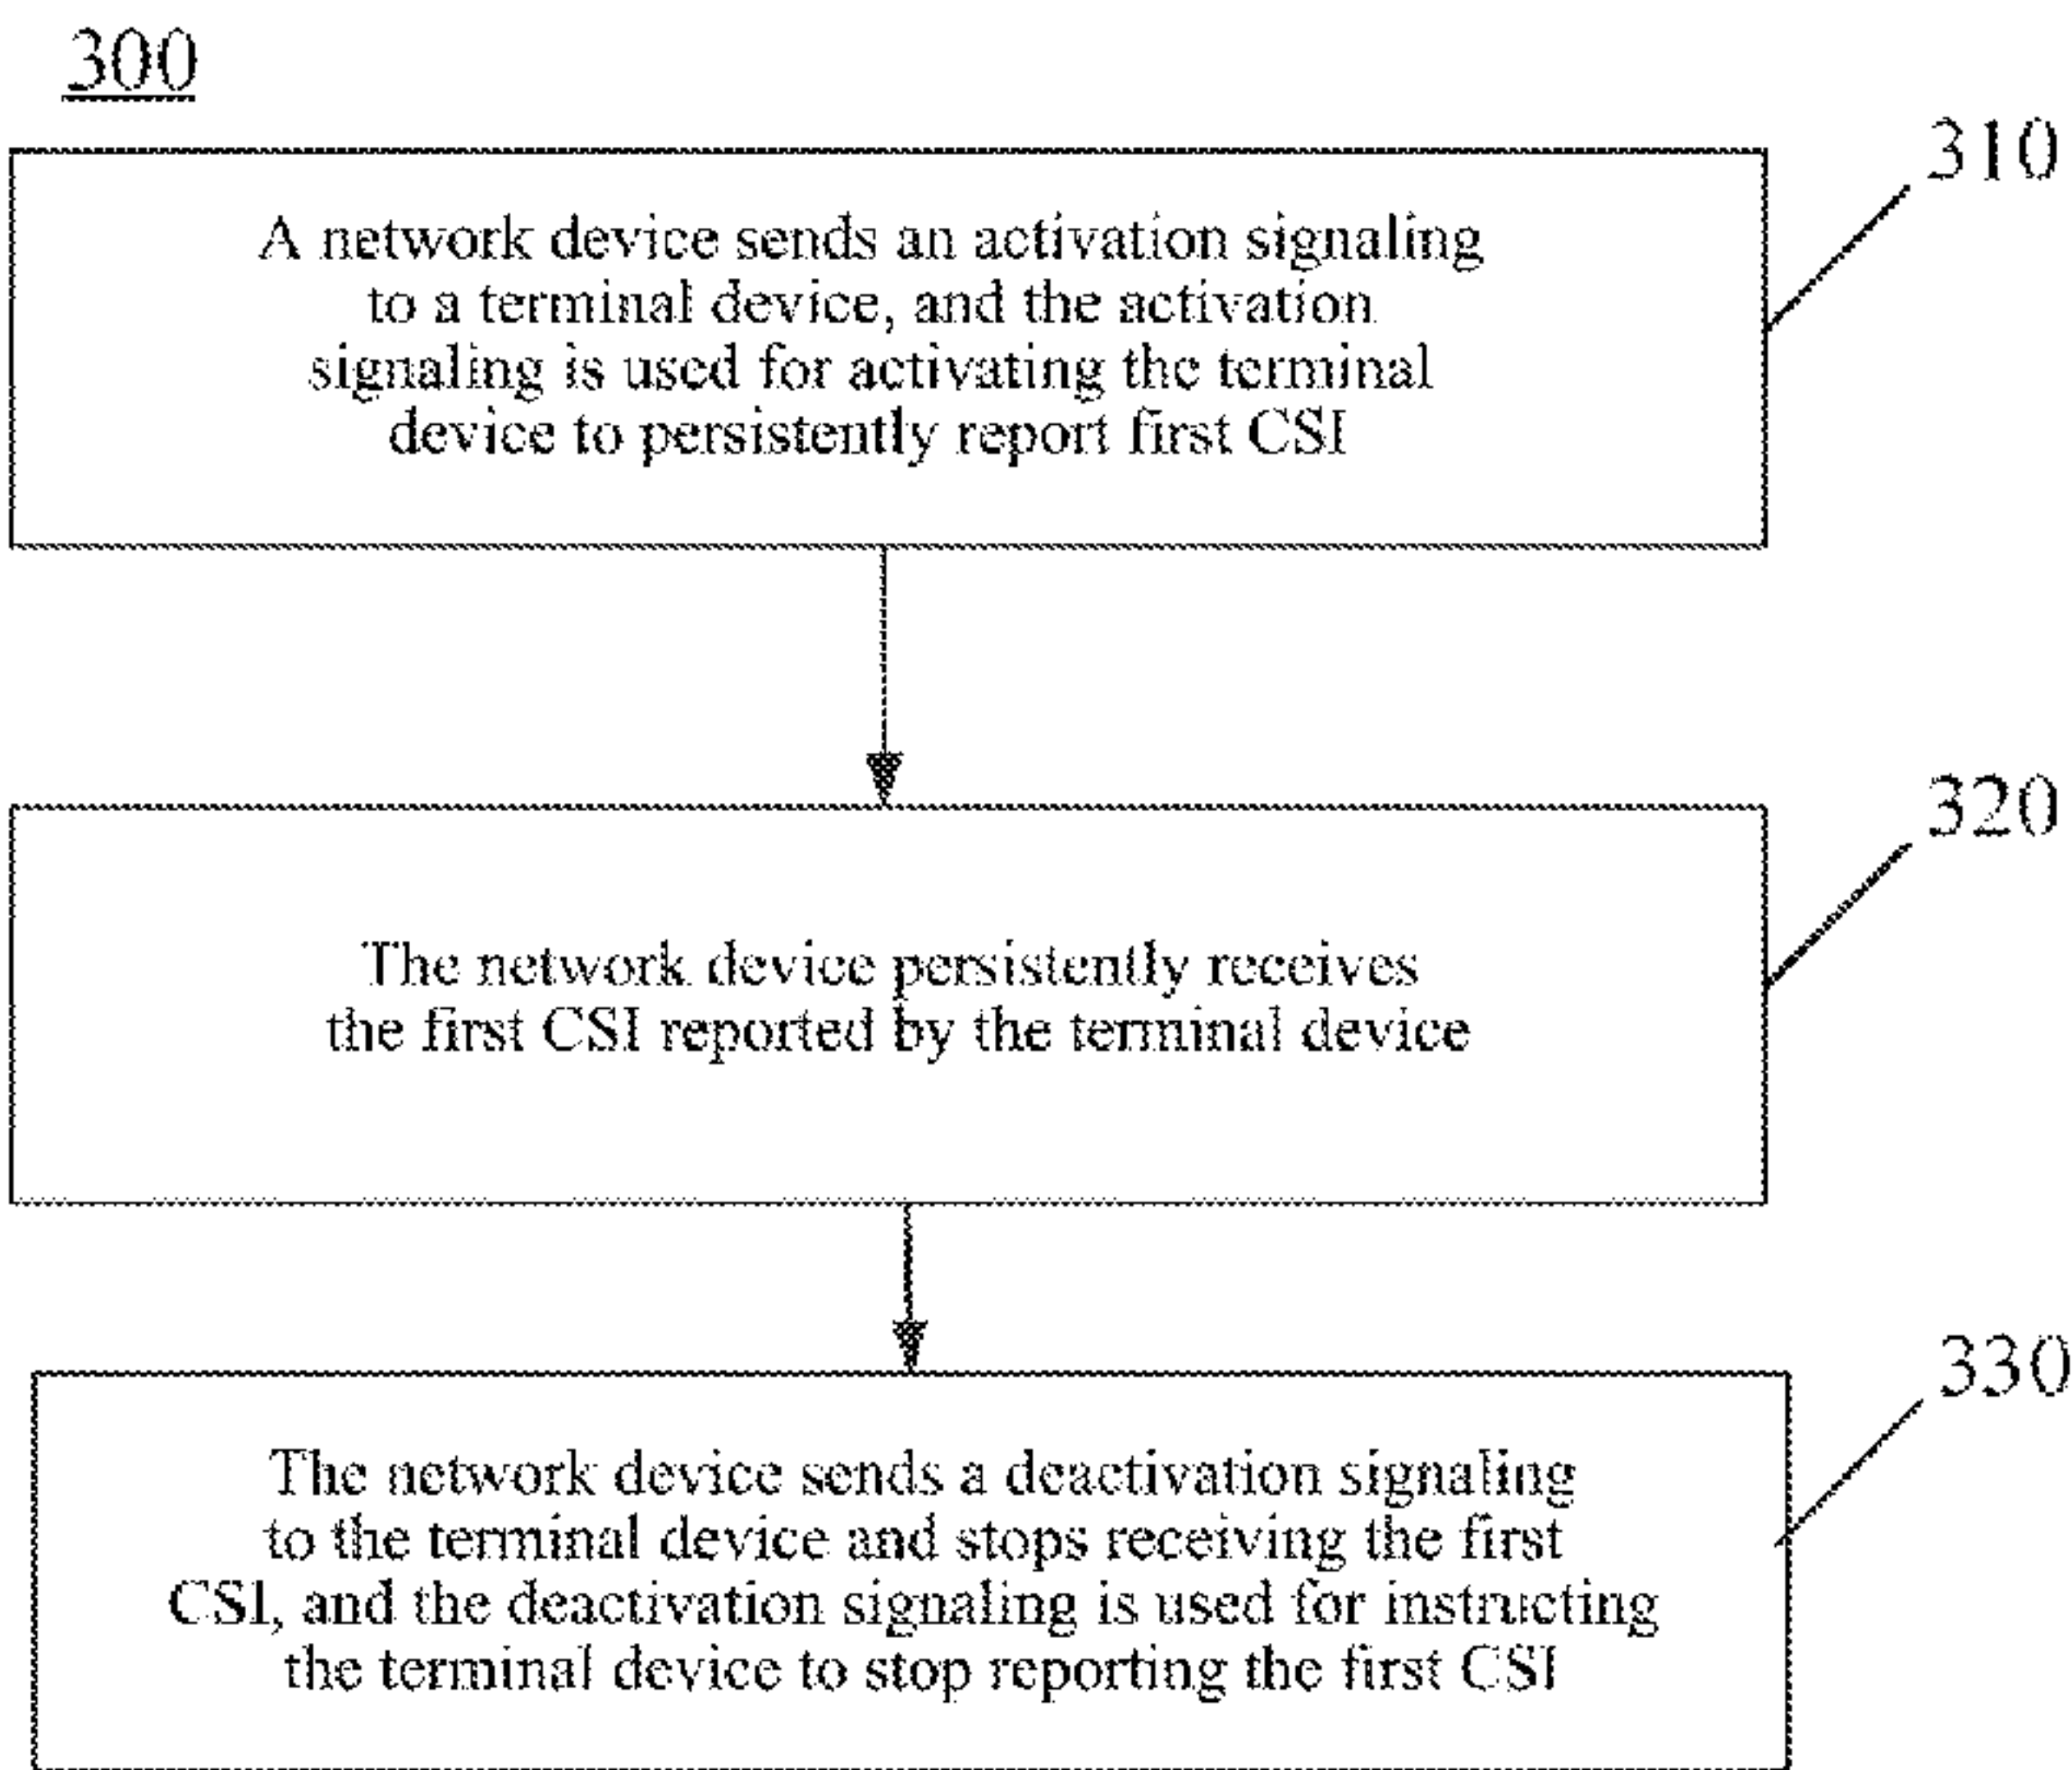 300
310
A network device sends an activation signaling
to a terminal device, and the activation
signaling is used for activating the terminal
device to persistently report first CSI
320
The network device persistently receives
the first CSI reported by the terminal device
330
The network device sends a deactivation signaling
to the terminal device and stops receiving the first
CSI, and the deactivation signaling is used for instructing
the terminal device to stop reporting the first CSI